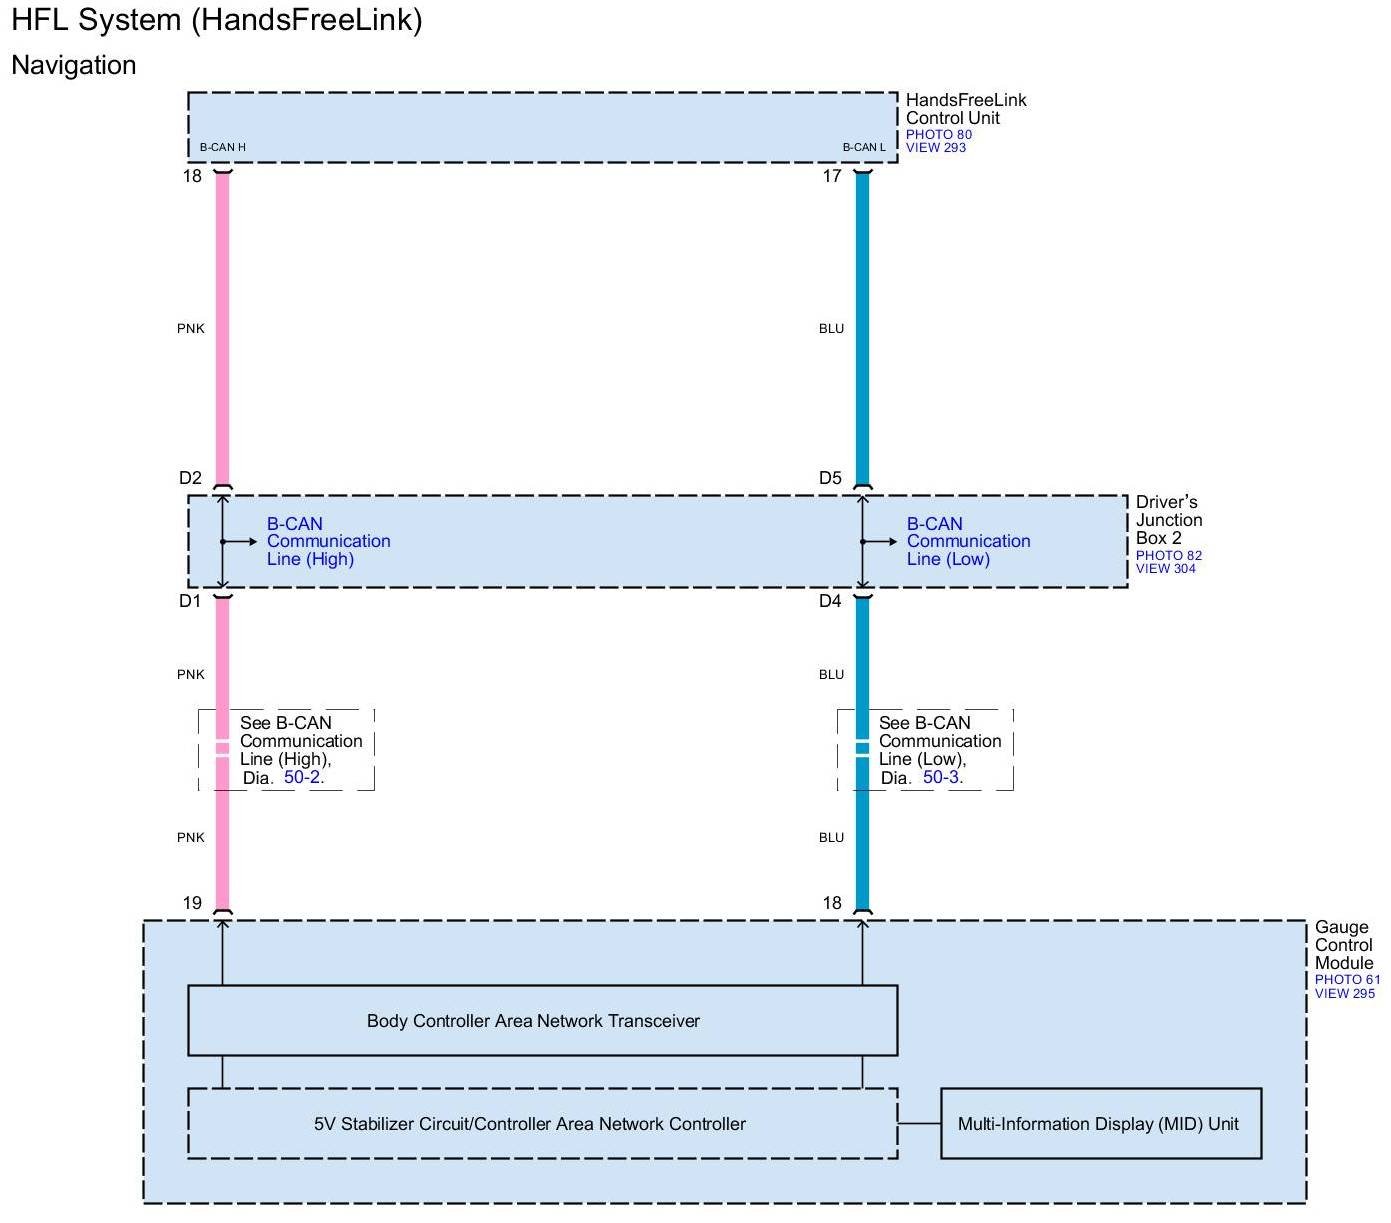 HFL System (HandsFreeLink)
Navigation
HandsFreeLink
Control Unit
PHOTO 80
VIEW 293
B-CAN H
B-CAN L
18
17
PNK
BLU
D2
D5
B-CAN
Communication
Line (High)
B-CAN
Communication
Line (Low)
Driver's
Junction
Box 2
PHOTO 82
VIEW 304
D1
D4
PNK
BLU
See B-CAN
Communication
Line (High),
Dia. 50-2.
See B-CAN
Communication
Line (Low),
Dia. 50-3.
PNK
BLU
19
18
Gauge
Control
Module
PHOTO 61
VIEW 295
Body Controller Area Network Transceiver
5V Stabilizer Circuit/Controller Area Network Controller
Multi-Information Display (MID) Unit